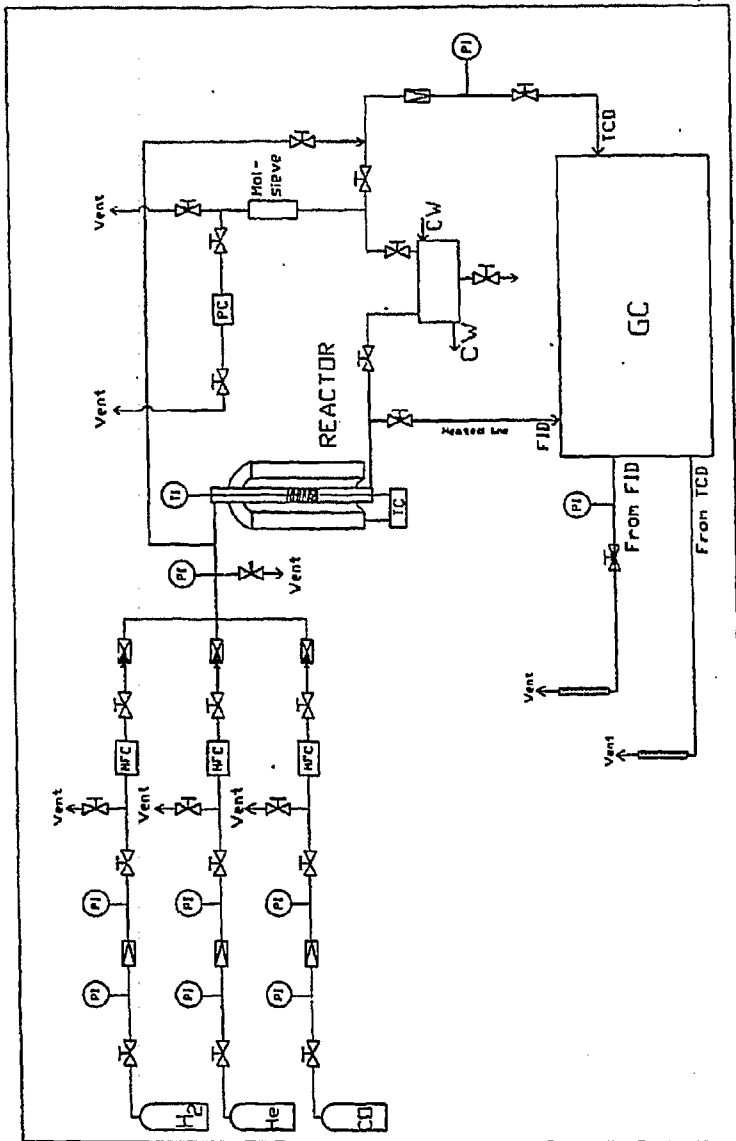 PI
TCD
Mol-
sieve
Vent
CW
PC
CW
GC
Vent
REACTOR
Heated Line
FID
TI
TC
PI
From FID
From TCD
PI
Vent
Vent
Vent
MFC
MFC
MFC
Vent
Vent
Vent
PI
PI
PI
PI
PI
PI
H2
He
CO